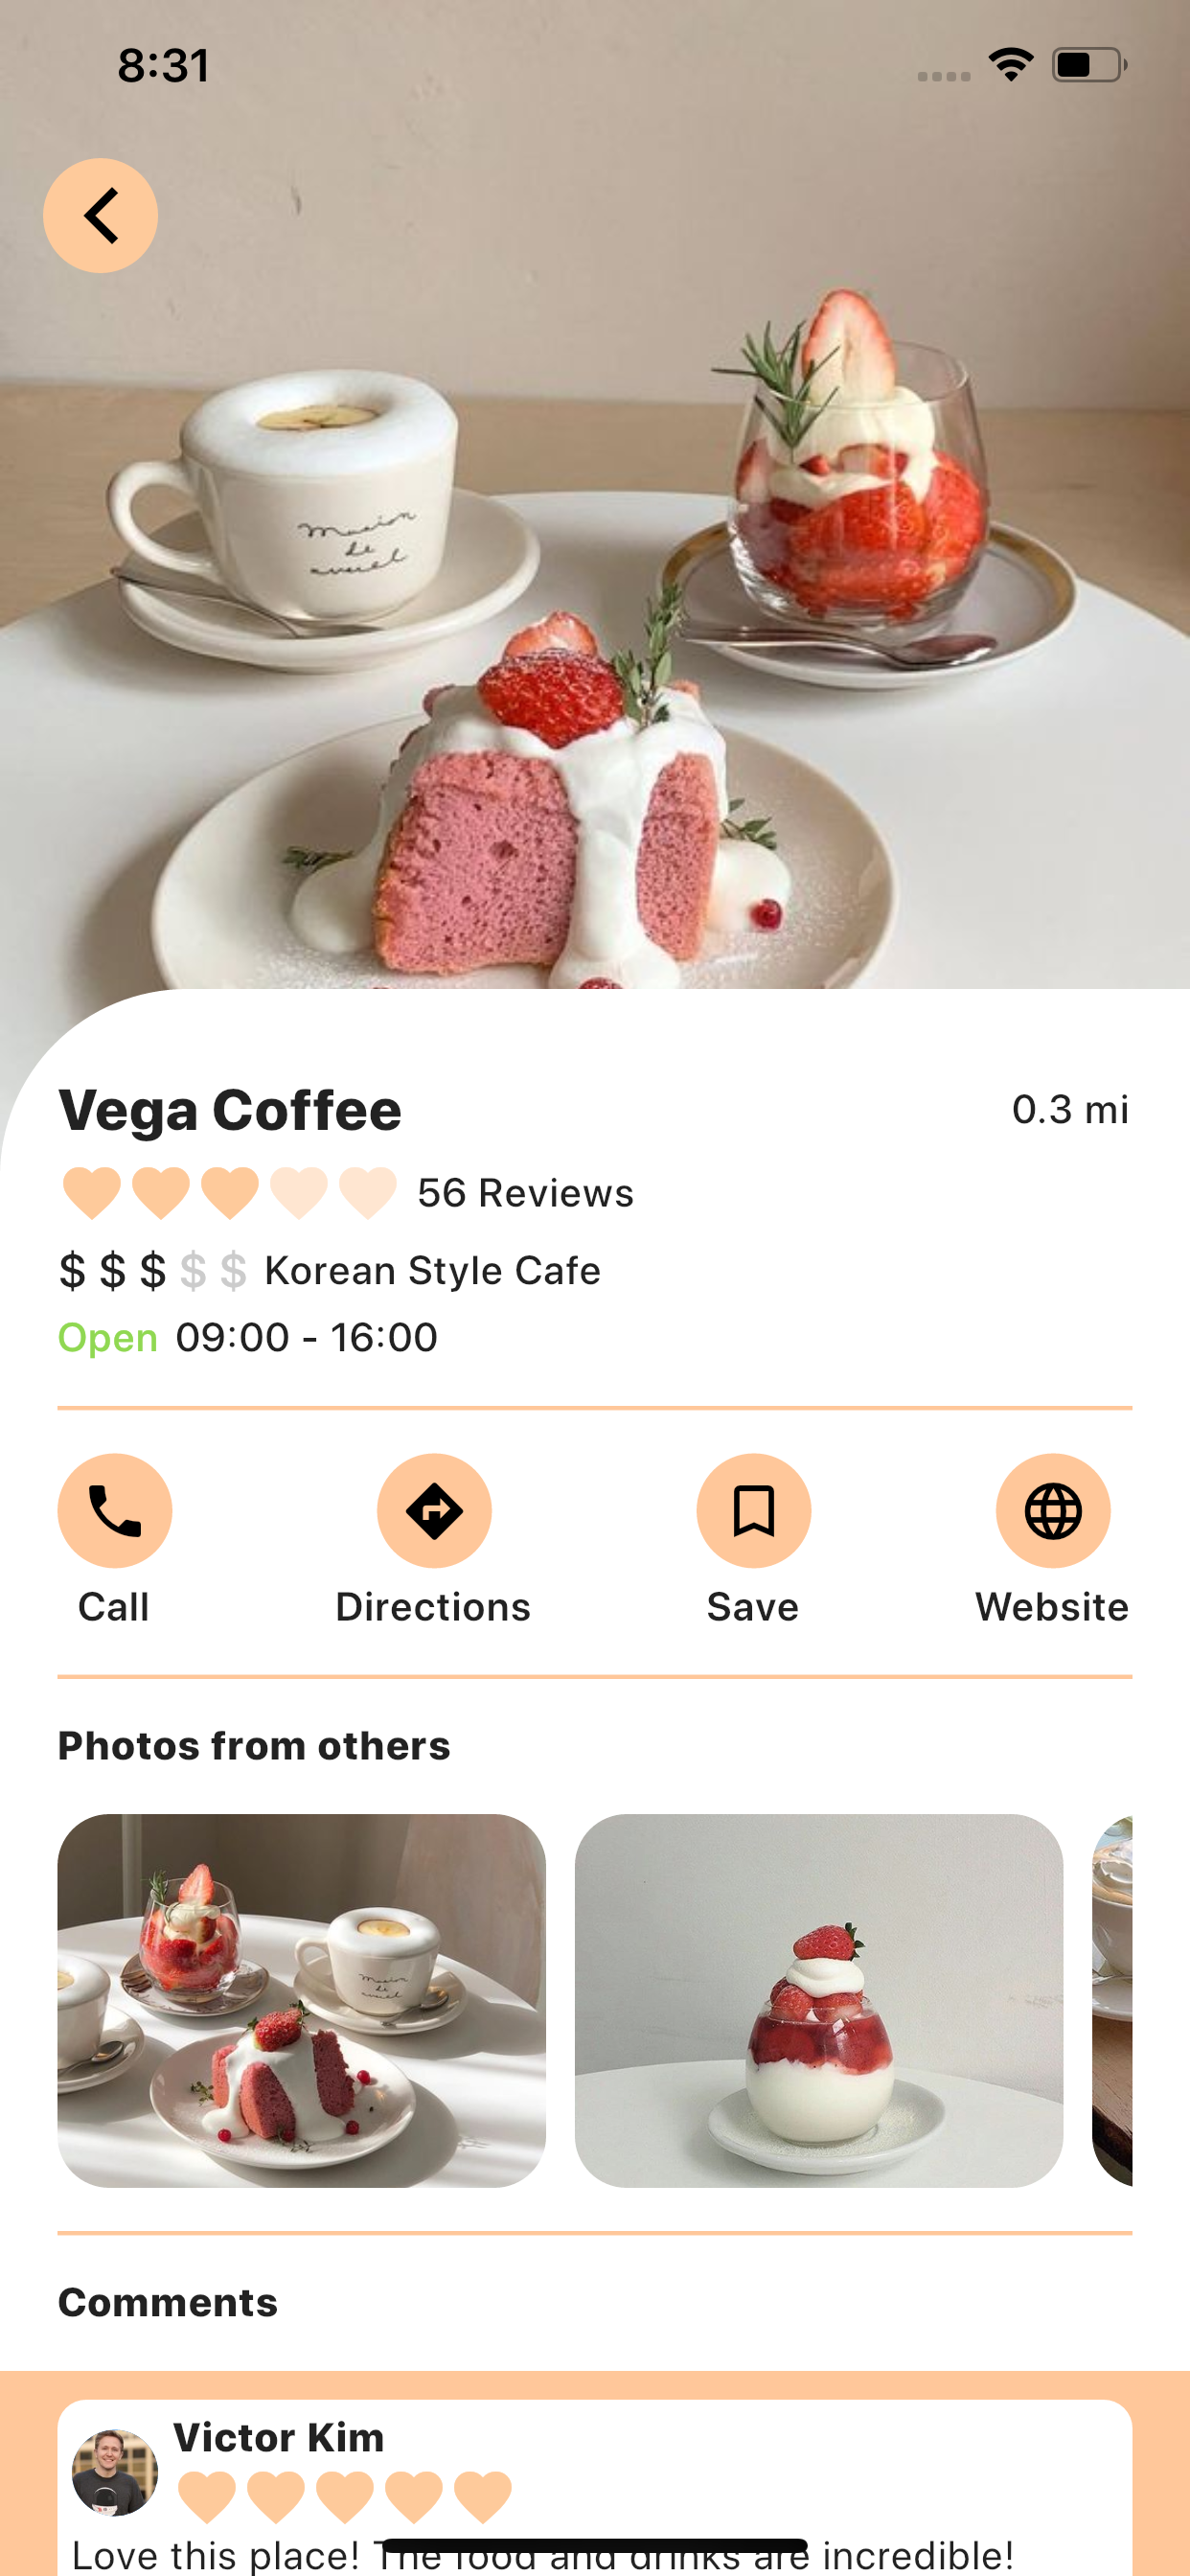 8:31
Vega Coffee
0.3 mi
56 Reviews
$ $ $ $ $ Korean Style Cafe
Open 09:00 - 16:00
Call
Directions
Save
Website
Photos from others
Comments
Victor Kim
Love this place! The food and drinks are incredible!